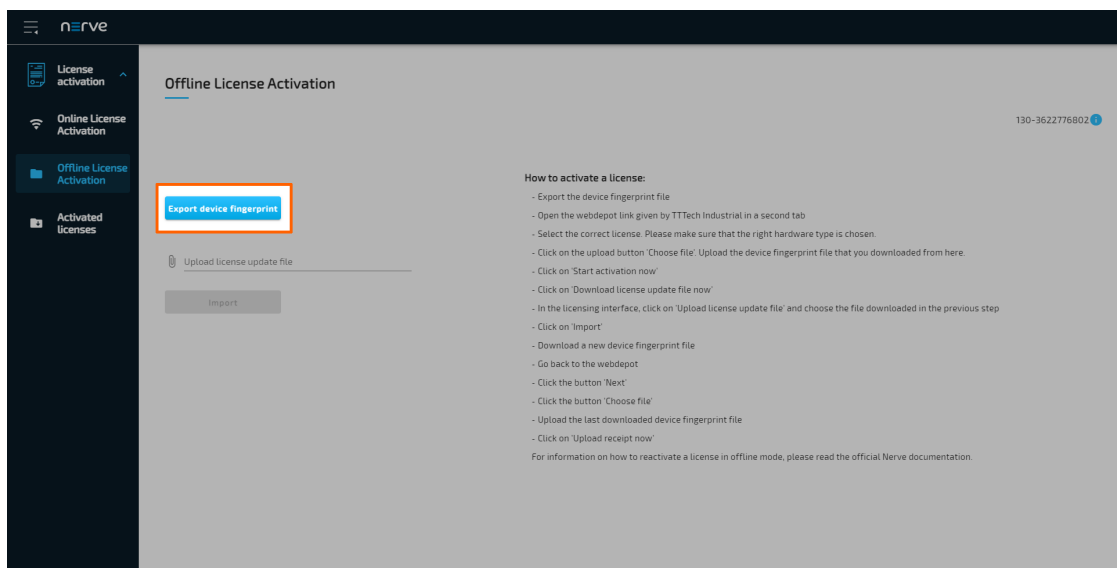 nerve
License
activation
Online License
Activation
Offline License
Activation
Activated
licenses
Offline License Activation
130-3622776802
Export device fingerprint
Upload license update file
Import
How to activate a license:
- Export the device fingerprint file
- Open the webdepot link given by TTTech Industrial in a second tab
- Select the correct license. Please make sure that the right hardware type is chosen.
- Click on the upload button 'Choose file'. Upload the device fingerprint file that you downloaded from here.
- Click on 'Start activation now'
- Click on 'Download license update file now'
- In the licensing interface, click on 'Upload license update file' and choose the file downloaded in the previous step
- Click on 'Import'
- Download a new device fingerprint file
- Go back to the webdepot
- Click the button 'Next'
- Click the button 'Choose file'
- Upload the last downloaded device fingerprint file
- Click on 'Upload receipt now'
For information on how to reactivate a license in offline mode, please read the official Nerve documentation.